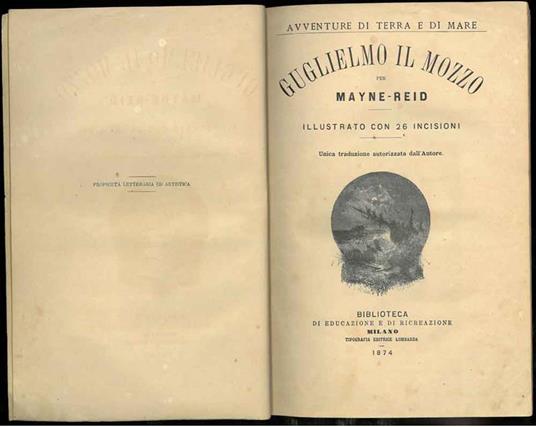 PROPRIETÀ LETTERARIA ED ARTISTICA
AVVENTURE DI TERRA E DI MARE
GUGLIELMO IL MOZZO
PER
MAYNE-REID
ILLUSTRATO CON 26 INCISIONI
Unica traduzione autorizzata dall'Autore.
BIBLIOTECA
DI EDUCAZIONE E DI RICREAZIONE
MILANO
TIPOGRAFIA EDITRICE LOMBARDA
1874